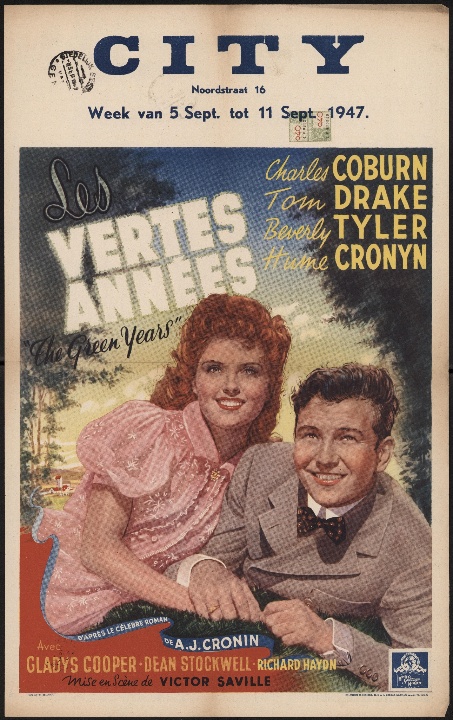 CITY
Noordstraat 16
Week van 5 Sept. tot 11 Sept. 1947.
Charles COBURN
Tom DRAKE
Beverly TYLER
Hume CRONYN
Les
VERTES
ANNÉES
"The Green Years"
D'APRÈS LE CÉLÈBRE ROMAN
DE A.J. CRONIN
Avec
GLADYS COOPER - DEAN STOCKWELL - RICHARD HAYDN
Mise en Scène de VICTOR SAVILLE